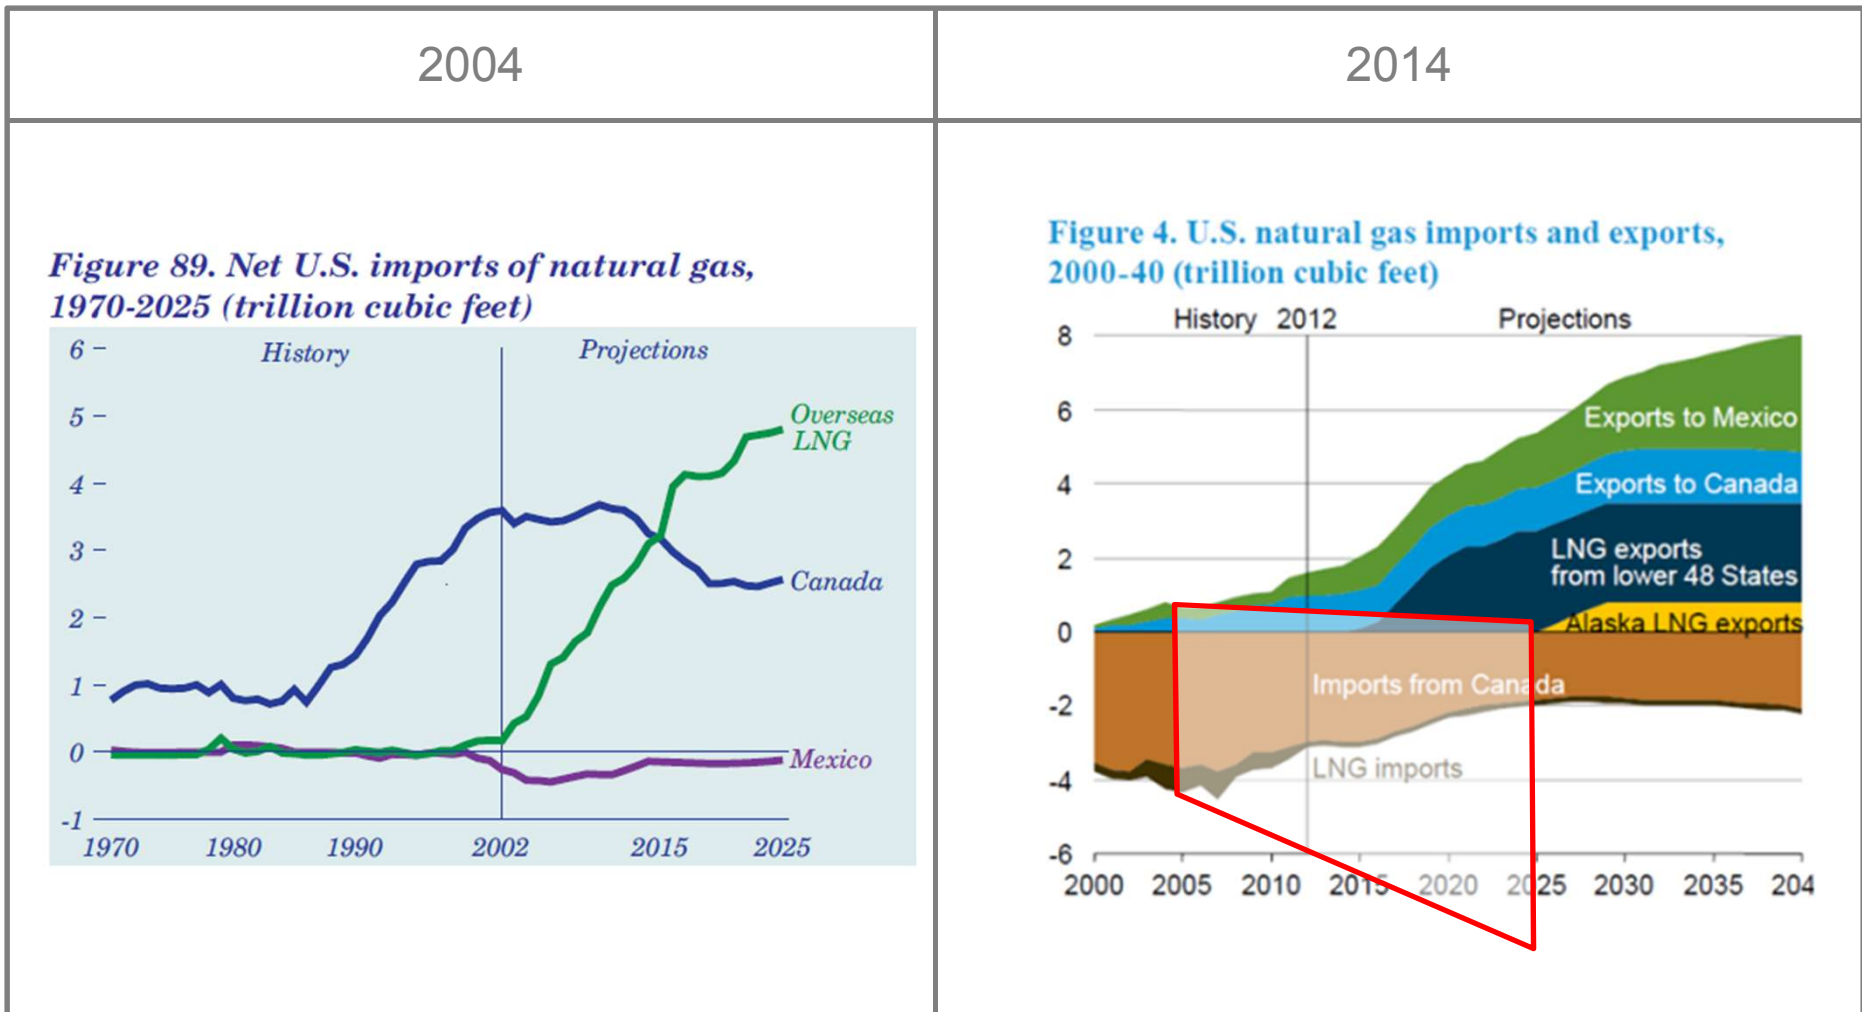 2004
2014
Figure 89. Net U.S. imports of natural gas,
1970-2025 (trillion cubic feet)
6
History
Projections
5
Overseas
LNG
4
3
Canada
2
1
0
Mexico
-1
1970 1980 1990 2002 2015 2025
Figure 4. U.S. natural gas imports and exports,
2000-40 (trillion cubic feet)
History 2012 Projections
8
6
Exports to Mexico
4
Exports to Canada
LNG exports
2
from lower 48 States
0
Alaska LNG exports
Imports from Canada
-2
LNG imports
-4
-6
2000 2005 2010 2015 2020 2025 2030 2035 204